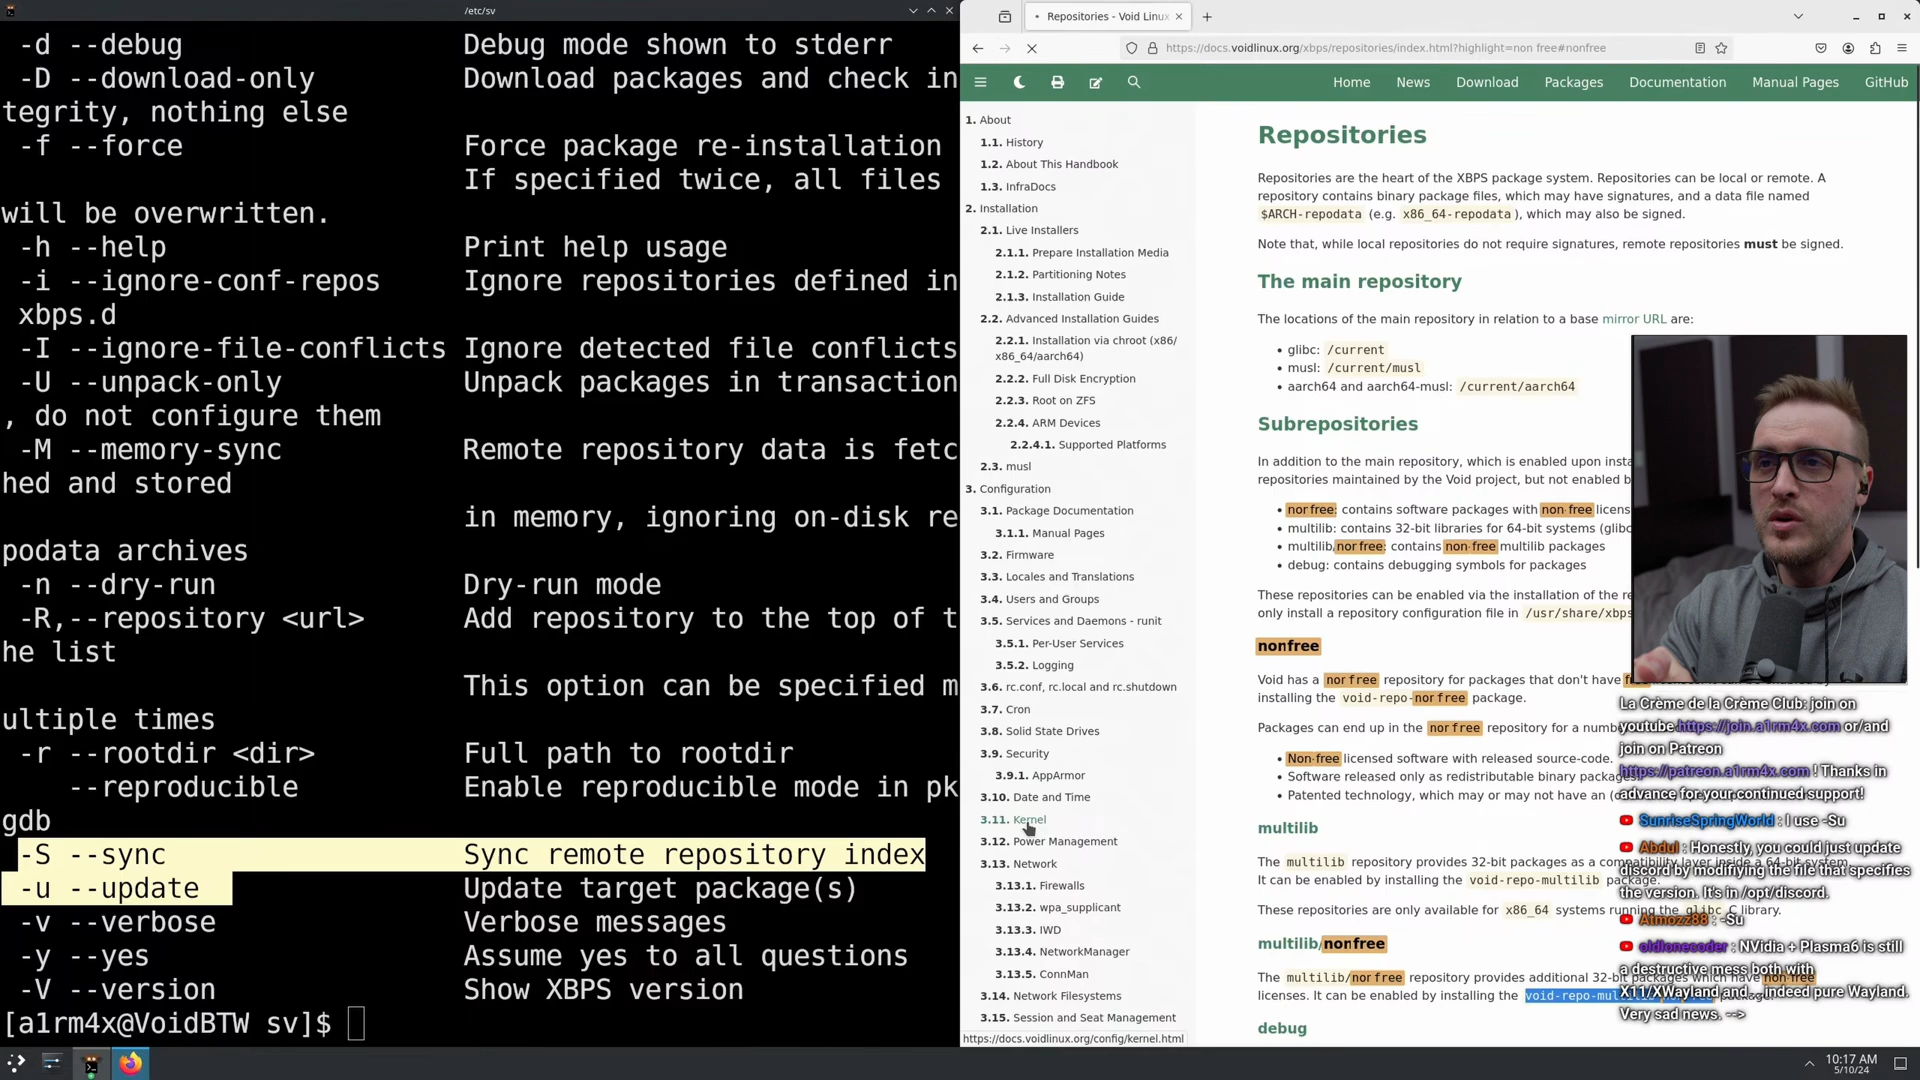 /etc/sv
-d --debug Debug mode shown to stderr
-D --download-only Download packages and check in
tegrity, nothing else
-f --force Force package re-installation
If specified twice, all files
will be overwritten.
-h --help Print help usage
-i --ignore-conf-repos Ignore repositories defined in
xbps.d
-I --ignore-file-conflicts Ignore detected file conflicts
-U --unpack-only Unpack packages in transaction
, do not configure them
-M --memory-sync Remote repository data is fetc
hed and stored
in memory, ignoring on-disk re
podata archives
-n --dry-run Dry-run mode
-R,--repository <url> Add repository to the top of t
he list
This option can be specified m
ultiple times
-r --rootdir <dir> Full path to rootdir
--reproducible Enable reproducible mode in pk
gdb
-S --sync Sync remote repository index
-u --update Update target package(s)
-v --verbose Verbose messages
-y --yes Assume yes to all questions
-V --version Show XBPS version
[a1rm4x@VoidBTW sv]$
Repositories - Void Linux
https://docs.voidlinux.org/xbps/repositories/index.html?highlight=non free#nonfree
Home News Download Packages Documentation Manual Pages GitHub
1. About
1.1. History
1.2. About This Handbook
1.3. InfraDocs
2. Installation
2.1. Live Installers
2.1.1. Prepare Installation Media
2.1.2. Partitioning Notes
2.1.3. Installation Guide
2.2. Advanced Installation Guides
2.2.1. Installation via chroot (x86/
x86_64/aarch64)
2.2.2. Full Disk Encryption
2.2.3. Root on ZFS
2.2.4. ARM Devices
2.2.4.1. Supported Platforms
2.3. musl
3. Configuration
3.1. Package Documentation
3.1.1. Manual Pages
3.2. Firmware
3.3. Locales and Translations
3.4. Users and Groups
3.5. Services and Daemons - runit
3.5.1. Per-User Services
3.5.2. Logging
3.6. rc.conf, rc.local and rc.shutdown
3.7. Cron
3.8. Solid State Drives
3.9. Security
3.9.1. AppArmor
3.10. Date and Time
3.11. Kernel
3.12. Power Management
3.13. Network
3.13.1. Firewalls
3.13.2. wpa_supplicant
3.13.3. IWD
3.13.4. NetworkManager
3.13.5. ConnMan
3.14. Network Filesystems
3.15. Session and Seat Management
https://docs.voidlinux.org/config/kernel.html
Repositories
Repositories are the heart of the XBPS package system. Repositories can be local or remote. A
repository contains binary package files, which may have signatures, and a data file named
$ARCH-repodata (e.g. x86_64-repodata), which may also be signed.
Note that, while local repositories do not require signatures, remote repositories must be signed.
The main repository
The locations of the main repository in relation to a base mirror URL are:
• glibc: /current
• musl: /current/musl
• aarch64 and aarch64-musl: /current/aarch64
Subrepositories
In addition to the main repository, which is enabled upon insta
repositories maintained by the Void project, but not enabled b
• nonfree: contains software packages with non-free licens
• multilib: contains 32-bit libraries for 64-bit systems (glibc
• multilib/nonfree: contains non-free multilib packages
• debug: contains debugging symbols for packages
These repositories can be enabled via the installation of the re
only install a repository configuration file in /usr/share/xbps
nonfree
Void has a nonfree repository for packages that don't have
installing the void-repo-nonfree package.
Packages can end up in the nonfree repository for a numb
• Non-free licensed software with released source-code.
• Software released only as redistributable binary packages.
• Patented technology, which may or may not have an (
multilib
The multilib repository provides 32-bit packages as a compatibility layer inside a 64-bit system.
It can be enabled by installing the void-repo-multilib package.
These repositories are only available for x86_64 systems running the glibc C library.
multilib/nonfree
The multilib/nonfree repository provides additional 32-bit packages which have non-free
licenses. It can be enabled by installing the void-repo-multilib package.
debug
La Crème de la Crème Club: join on
youtube https://join.a1rm4x.com or/and
join on Patreon
https://patreon.a1rm4x.com ! Thanks in
advance for your continued support!
SunriseSpringWorld : I use -Su
Abdul : Honestly, you could just update
discord by modifiying the file that specifies
the version. It's in /opt/discord.
Atmozz88 : -Su
oldlonecoder : NVidia + Plasma6 is still
a destructive mess both with
X11/XWayland and... indeed pure Wayland.
Very sad news. -->
10:17 AM
5/10/24